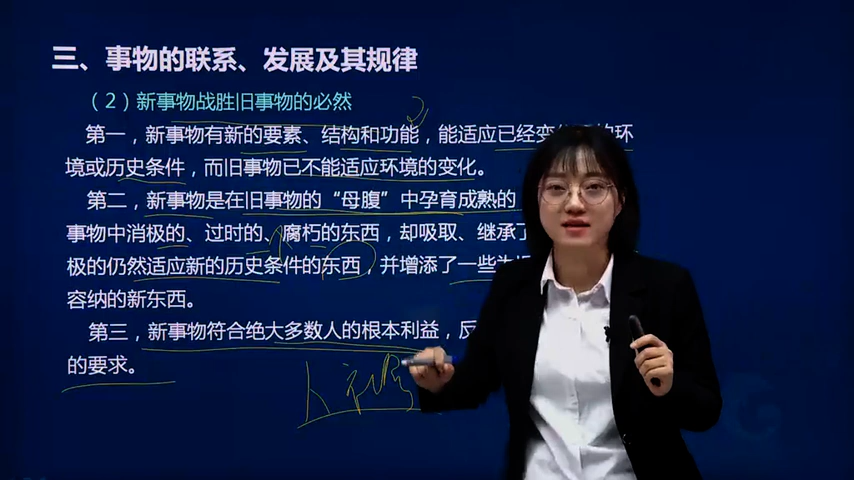 三、事物的联系、发展及其规律
（2）新事物战胜旧事物的必然
第一，新事物有新的要素、结构和功能，能适应已经变 的环
境或历史条件，而旧事物已不能适应环境的变化。
第二，新事物是在旧事物的“母腹”中孕育成熟的
事物中消极的、过时的、腐朽的东西，却吸取、继承了
极的仍然适应新的历史条件的东西，并增添了一些为
容纳的新东西。
第三，新事物符合绝大多数人的根本利益，反
的要求。